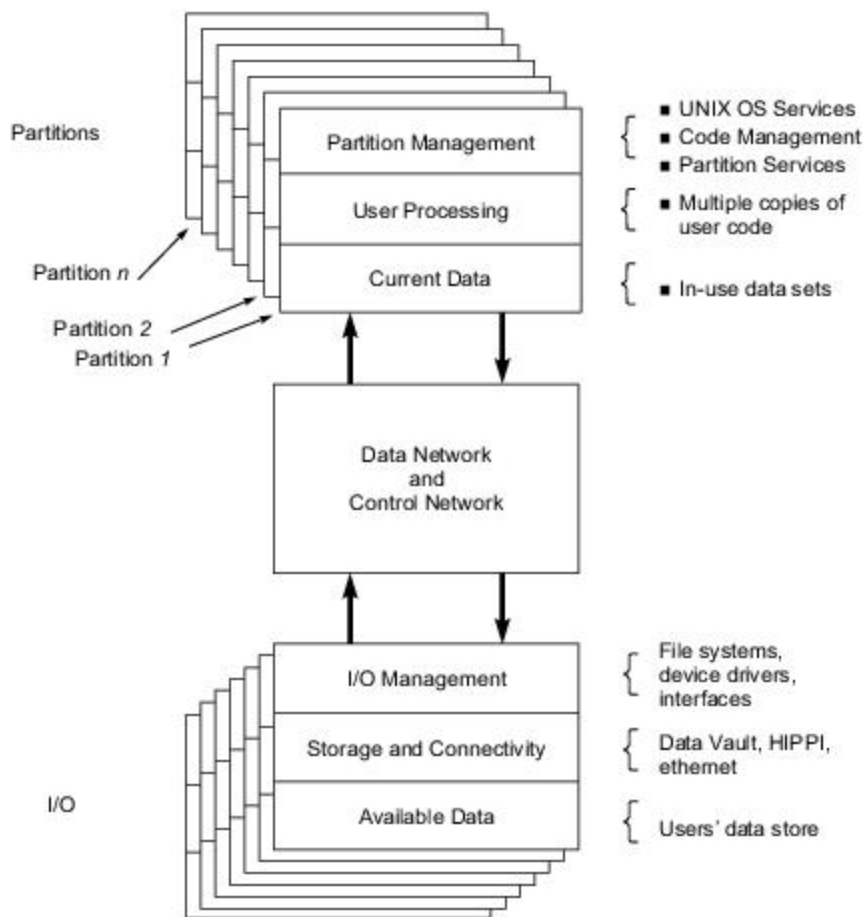 Partitions
Partition Management
■ UNIX OS Services
■ Code Management
■ Partition Services
User Processing
■ Multiple copies of
user code
Current Data
■ In-use data sets
Partition n
Partition 2
Partition 1
Data Network
and
Control Network
I/O Management
File systems,
device drivers,
interfaces
Storage and Connectivity
Data Vault, HIPPI,
ethernet
I/O
Available Data
Users' data store